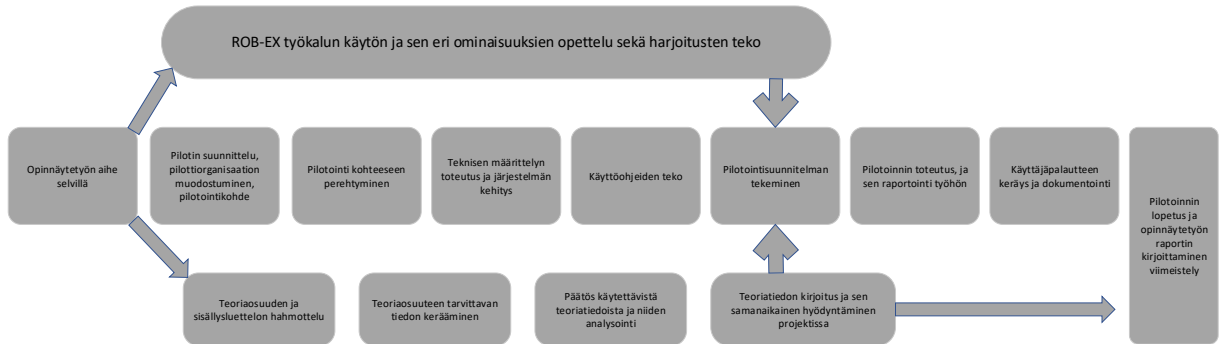 ROB-EX työkalun käytön ja sen eri ominaisuuksien opettelu sekä harjoitusten teko
Opinnäytetyön aihe
selvillä
Pilotin suunnittelu,
pilottiorganisaation
muodostuminen,
pilotointikohde
Pilotointi kohteeseen
perehtyminen
Teknisen määrittelyn
toteutus ja järjestelmän
kehitys
Käyttöohjeiden teko
Pilotointisuunnitelman
tekeminen
Pilotoinnin toteutus, ja
sen raportointi työhön
Käyttäjäpalautteen
keräys ja dokumentointi
Pilotoinnin
lopetus ja
opinnäytetyön
raportin
kirjoittaminen
viimeistely
Teoriaosuuden ja
sisällysluettelon hahmottelu
Teoriaosuuteen tarvittavan
tiedon kerääminen
Päätös käytettävistä
teoriatiedoista ja niiden
analysointi
Teoriatiedon kirjoitus ja sen
samanaikainen hyödyntäminen
projektissa